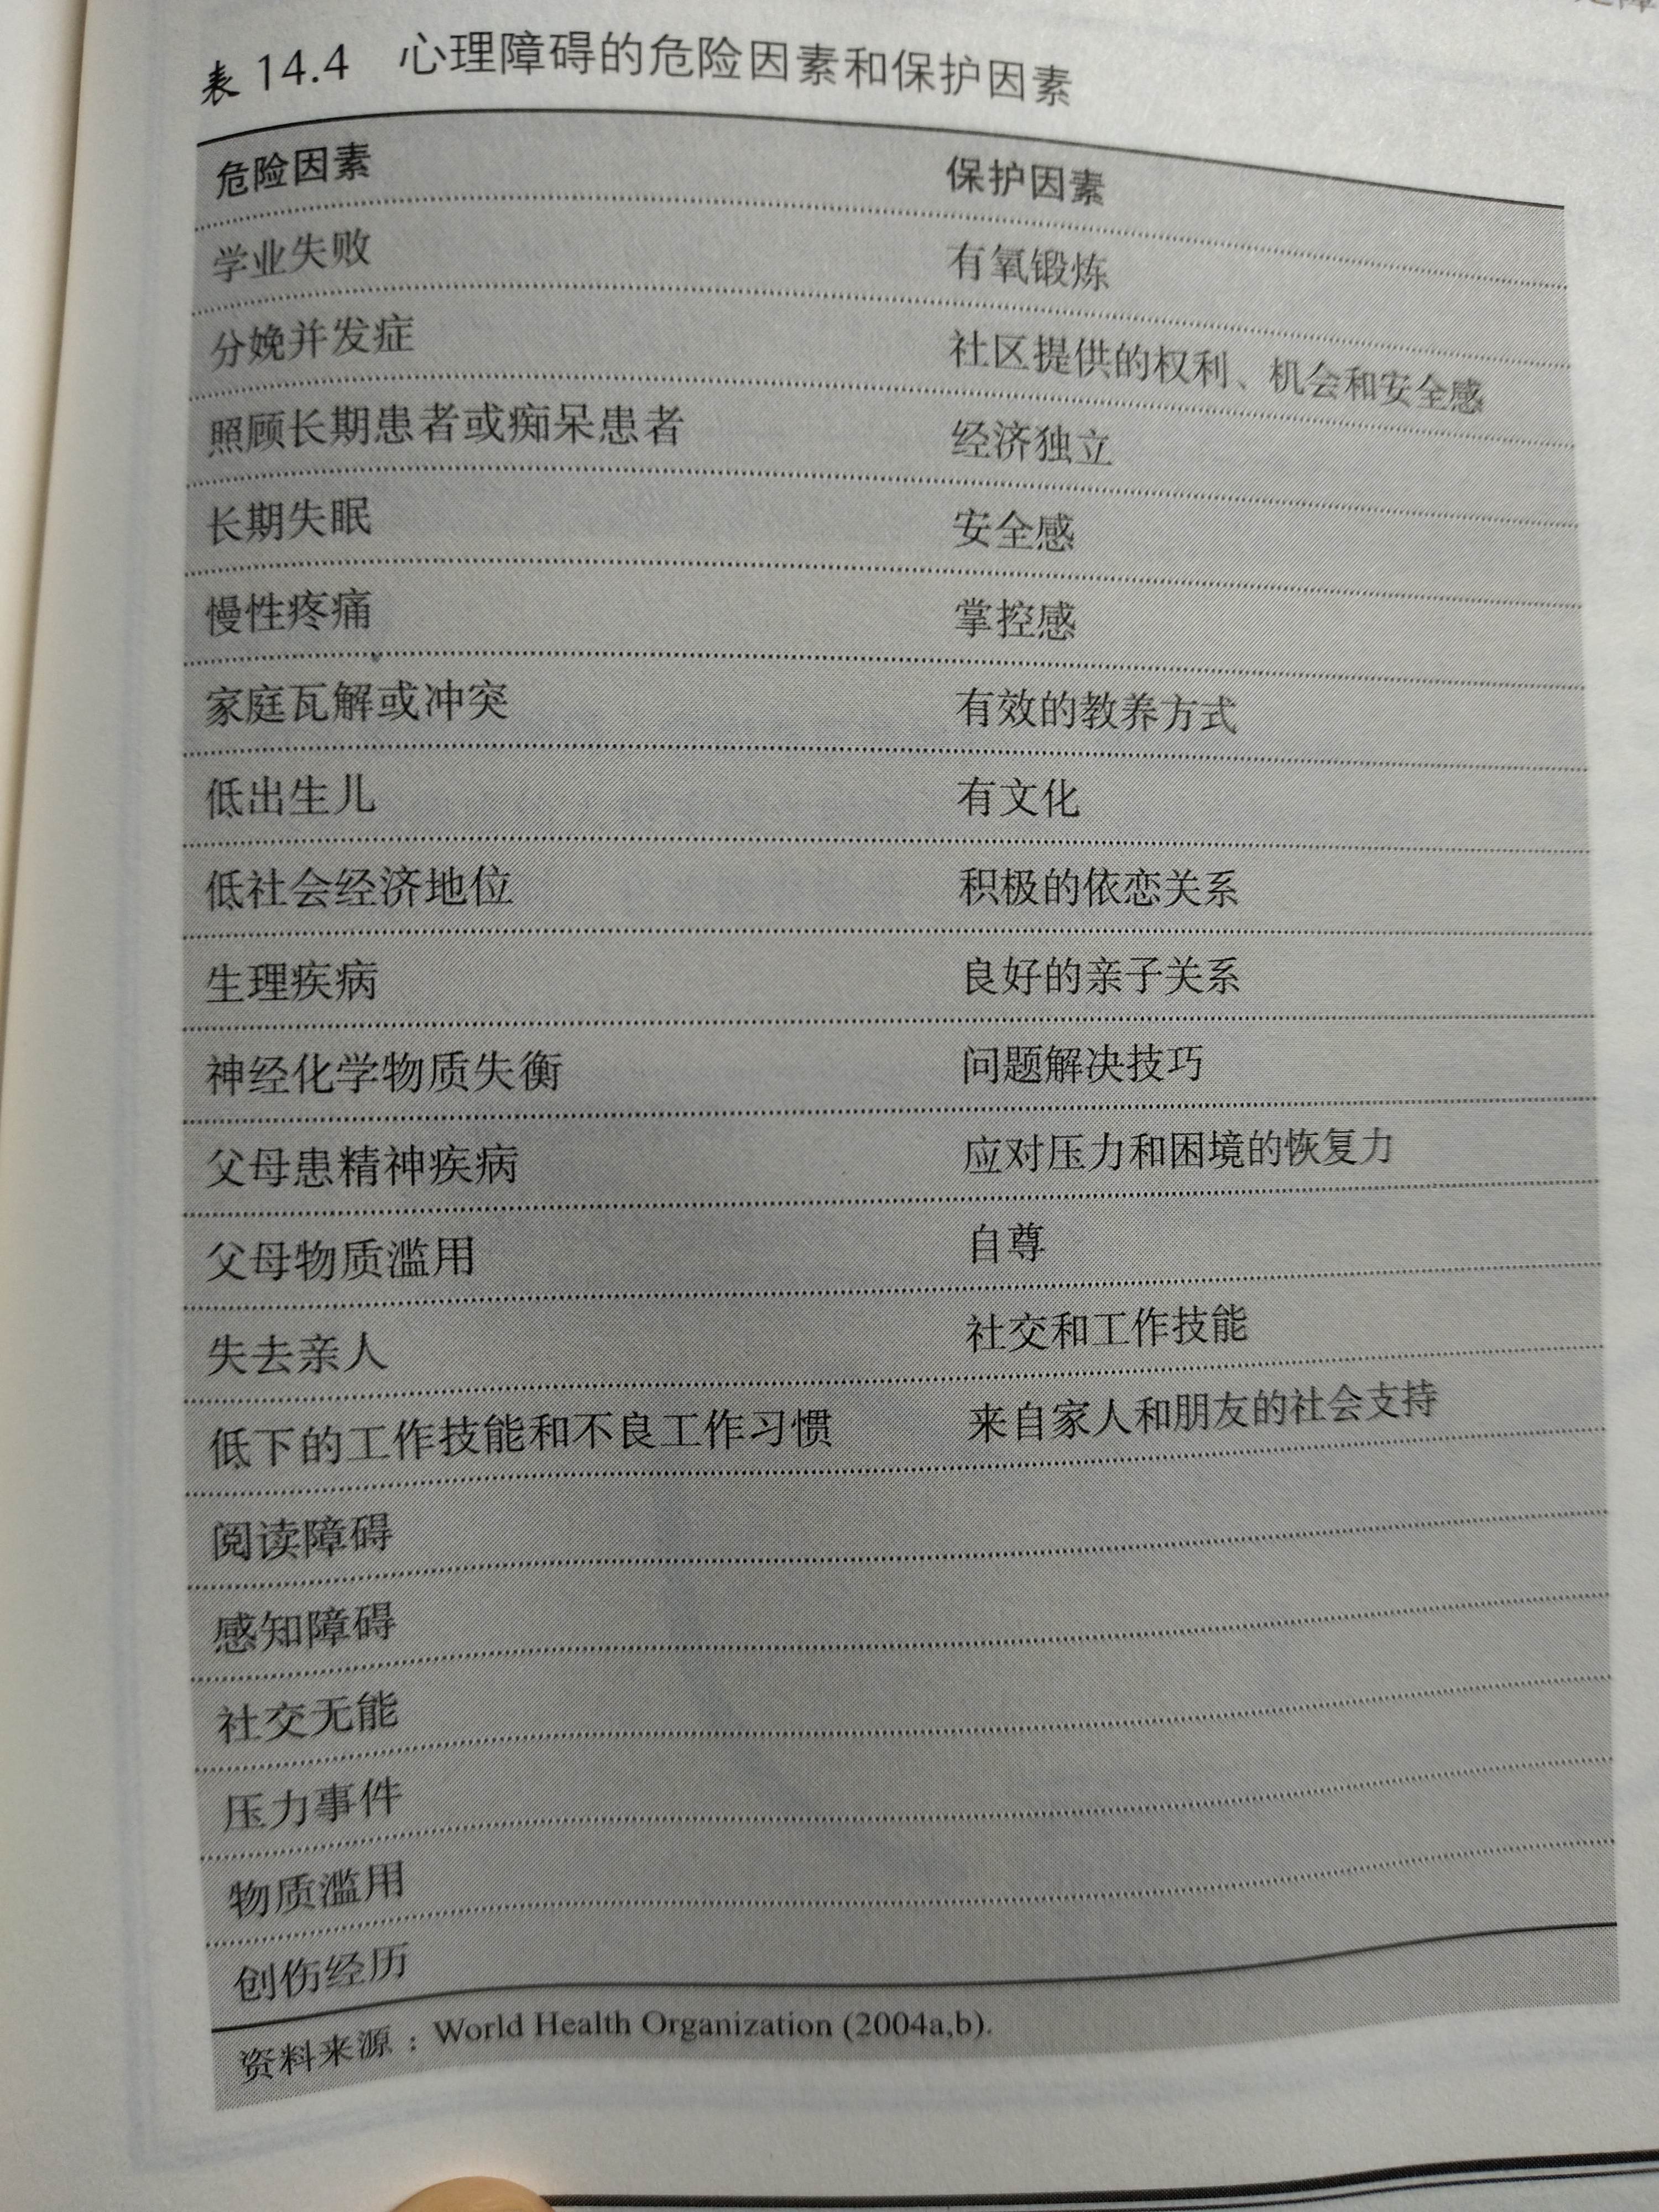 表 14.4 心理障碍的危险因素和保护因素
危险因素 保护因素
学业失败 有氧锻炼
分娩并发症 社区提供的权利、机会和安全感
照顾长期患者或痴呆患者 经济独立
长期失眠 安全感
慢性疼痛 掌控感
家庭瓦解或冲突 有效的教养方式
低出生儿 有文化
低社会经济地位 积极的依恋关系
生理疾病 良好的亲子关系
神经化学物质失衡 问题解决技巧
父母患精神疾病 应对压力和困境的恢复力
父母物质滥用 自尊
失去亲人 社交和工作技能
低下的工作技能和不良工作习惯 来自家人和朋友的社会支持
阅读障碍
感知障碍
社交无能
压力事件
物质滥用
创伤经历
资料来源：World Health Organization (2004a,b).